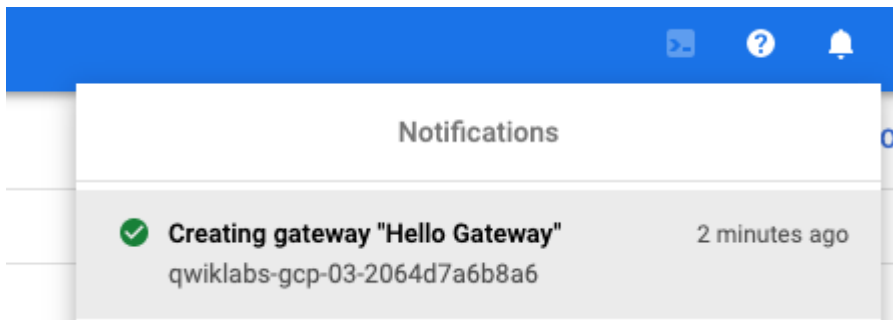 Notifications
Creating gateway "Hello Gateway" 2 minutes ago
qwiklabs-gcp-03-2064d7a6b8a6